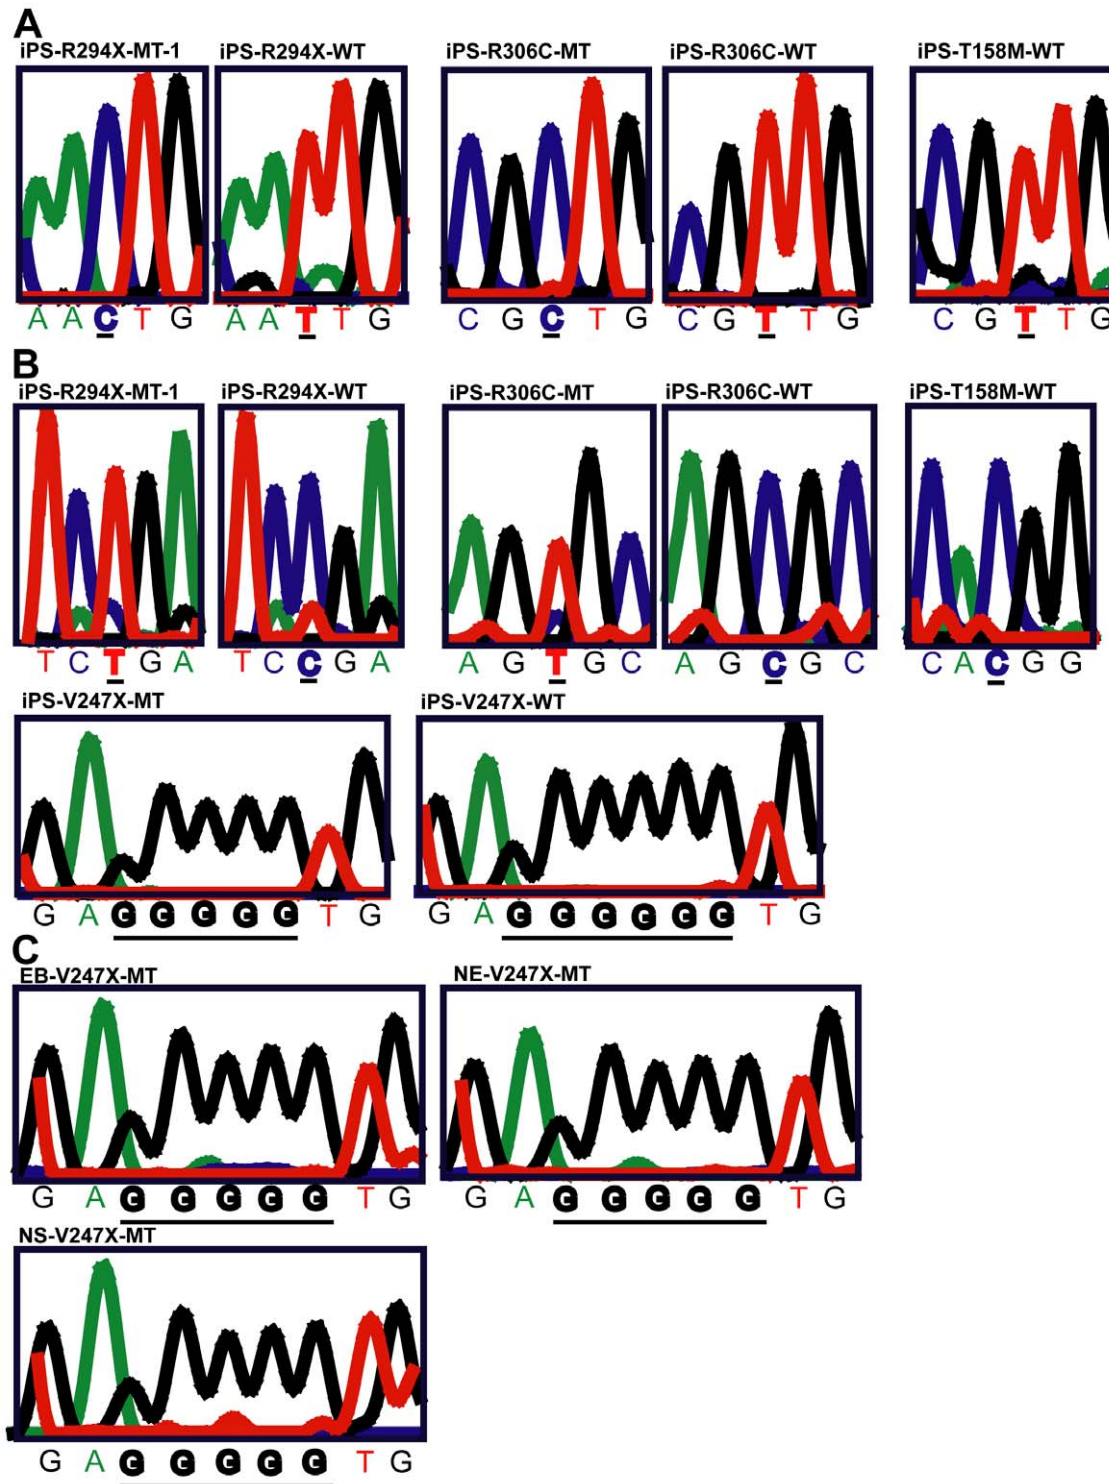 A
iPS-R294X-MT-1 iPS-R294X-WT iPS-R306C-MT iPS-R306C-WT iPS-T158M-WT
A A C T G A A T T G C G C T G C G T T G C G T T G
B
iPS-R294X-MT-1 iPS-R294X-WT iPS-R306C-MT iPS-R306C-WT iPS-T158M-WT
T C T G A T C C G A A G T G C A G C G C C A C G G
iPS-V247X-MT iPS-V247X-WT
G A G G G G G T G G A G G G G G G T G
C
EB-V247X-MT NE-V247X-MT
G A G G G G G T G G A G G G G G T G
NS-V247X-MT
G A G G G G G T G